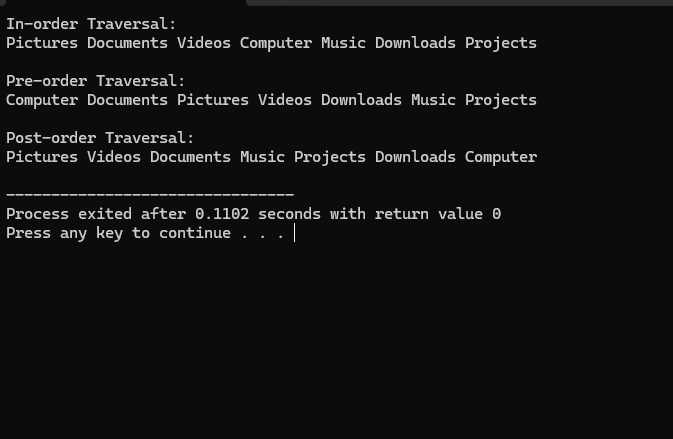 In-order Traversal:
Pictures Documents Videos Computer Music Downloads Projects
Pre-order Traversal:
Computer Documents Pictures Videos Downloads Music Projects
Post-order Traversal:
Pictures Videos Documents Music Projects Downloads Computer
--------------------------------
Process exited after 0.1102 seconds with return value 0
Press any key to continue . . .